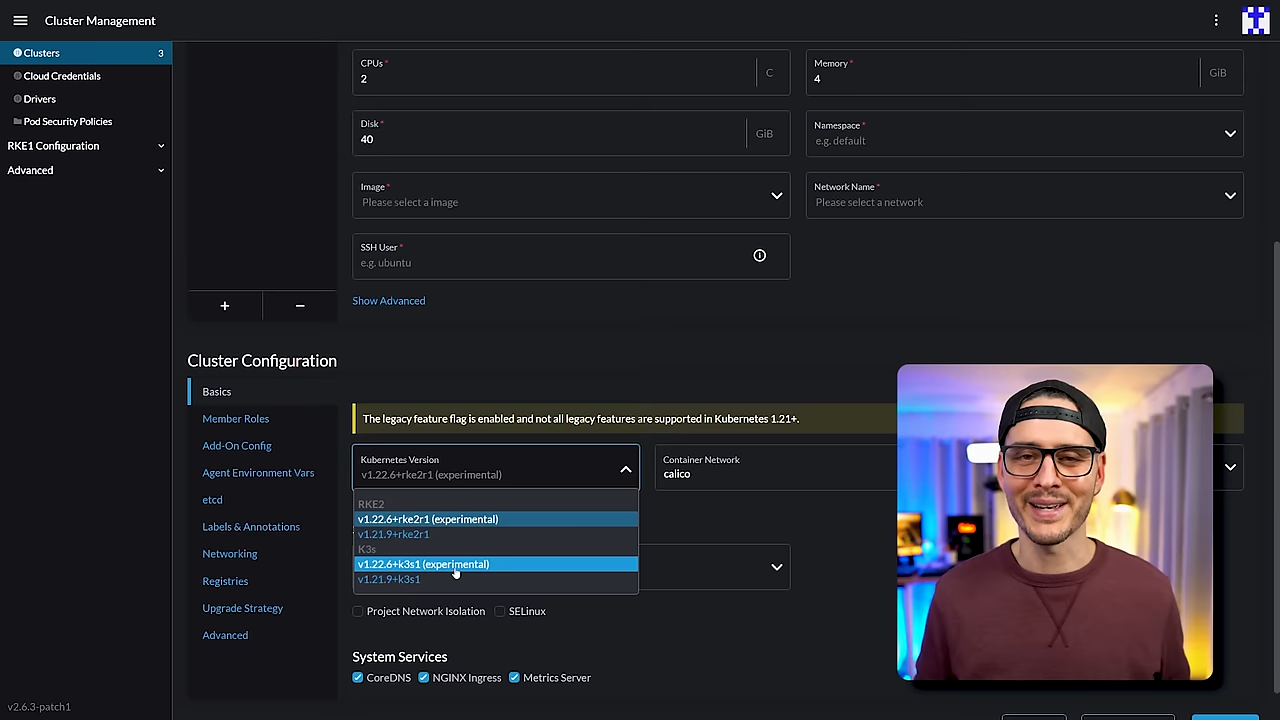 Cluster Management
Clusters 3
Cloud Credentials
Drivers
Pod Security Policies
RKE1 Configuration
Advanced
v2.6.3-patch1
CPUs *
2 C
Memory *
4 GiB
Disk *
40 GiB
Namespace *
e.g. default
Image *
Please select a image
Network Name *
Please select a network
SSH User *
e.g. ubuntu
Show Advanced
+ −
Cluster Configuration
Basics
Member Roles
Add-On Config
Agent Environment Vars
etcd
Labels & Annotations
Networking
Registries
Upgrade Strategy
Advanced
The legacy feature flag is enabled and not all legacy features are supported in Kubernetes 1.21+.
Kubernetes Version
v1.22.6+rke2r1 (experimental)
Container Network
calico
RKE2
v1.22.6+rke2r1 (experimental)
v1.21.9+rke2r1
K3s
v1.22.6+k3s1 (experimental)
v1.21.9+k3s1
Project Network Isolation SELinux
System Services
CoreDNS NGINX Ingress Metrics Server